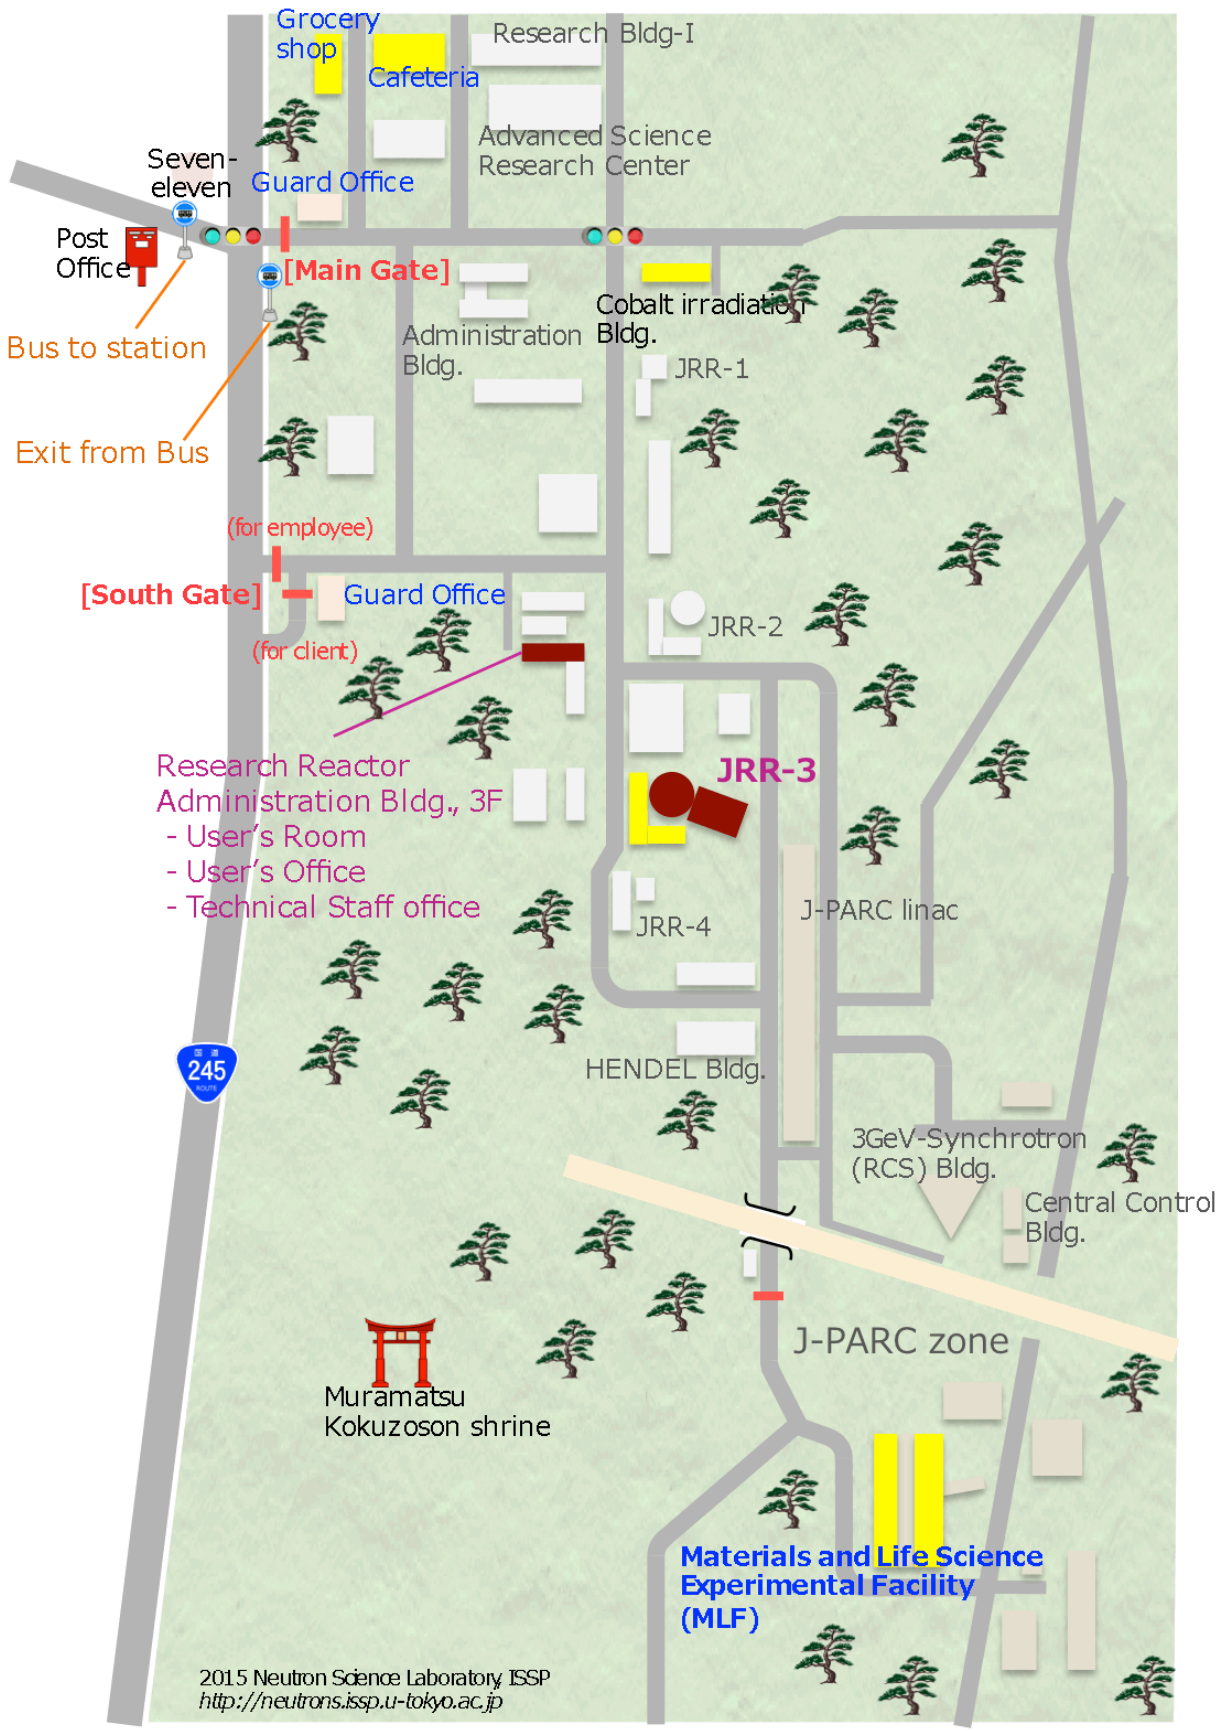 Grocery
shop
Cafeteria
Research Bldg-I
Advanced Science
Research Center
Seven-
eleven
Guard Office
Post
Office
[Main Gate]
Bus to station
Exit from Bus
Administration
Bldg.
Cobalt irradiation
Bldg.
JRR-1
(for employee)
[South Gate]
Guard Office
(for client)
JRR-2
Research Reactor
Administration Bldg., 3F
- User's Room
- User's Office
- Technical Staff office
JRR-3
JRR-4
J-PARC linac
国道
245
ROUTE
HENDEL Bldg.
3GeV-Synchrotron
(RCS) Bldg.
Central Control
Bldg.
J-PARC zone
Muramatsu
Kokuzoson shrine
Materials and Life Science
Experimental Facility
(MLF)
2015 Neutron Science Laboratory, ISSP
http://neutrons.issp.u-tokyo.ac.jp